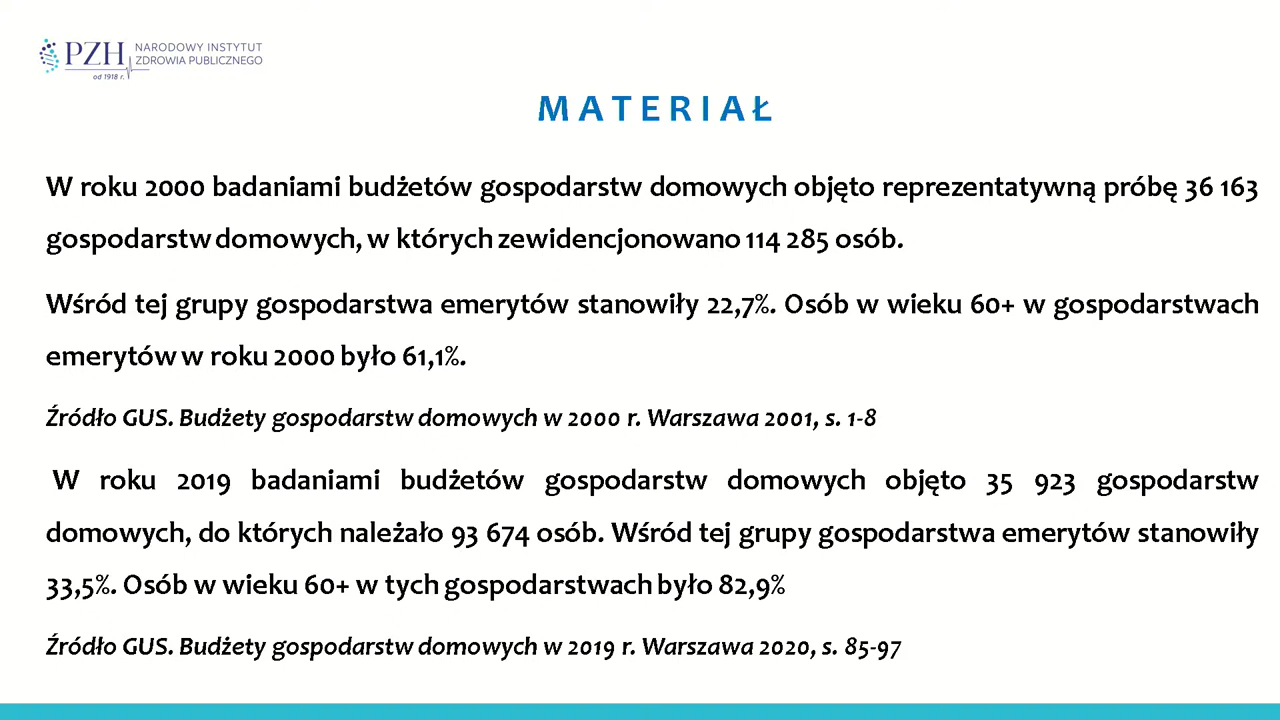 PZH NARODOWY INSTYTUT
ZDROWIA PUBLICZNEGO
od 1918 r.
MATERIAŁ
W roku 2000 badaniami budżetów gospodarstw domowych objęto reprezentatywną próbę 36 163
gospodarstw domowych, w których zewidencjonowano 114 285 osób.
Wśród tej grupy gospodarstwa emerytów stanowiły 22,7%. Osób w wieku 60+ w gospodarstwach
emerytów w roku 2000 było 61,1%.
Źródło GUS. Budżety gospodarstw domowych w 2000 r. Warszawa 2001, s. 1-8
W roku 2019 badaniami budżetów gospodarstw domowych objęto 35 923 gospodarstw
domowych, do których należało 93 674 osób. Wśród tej grupy gospodarstwa emerytów stanowiły
33,5%. Osób w wieku 60+ w tych gospodarstwach było 82,9%
Źródło GUS. Budżety gospodarstw domowych w 2019 r. Warszawa 2020, s. 85-97